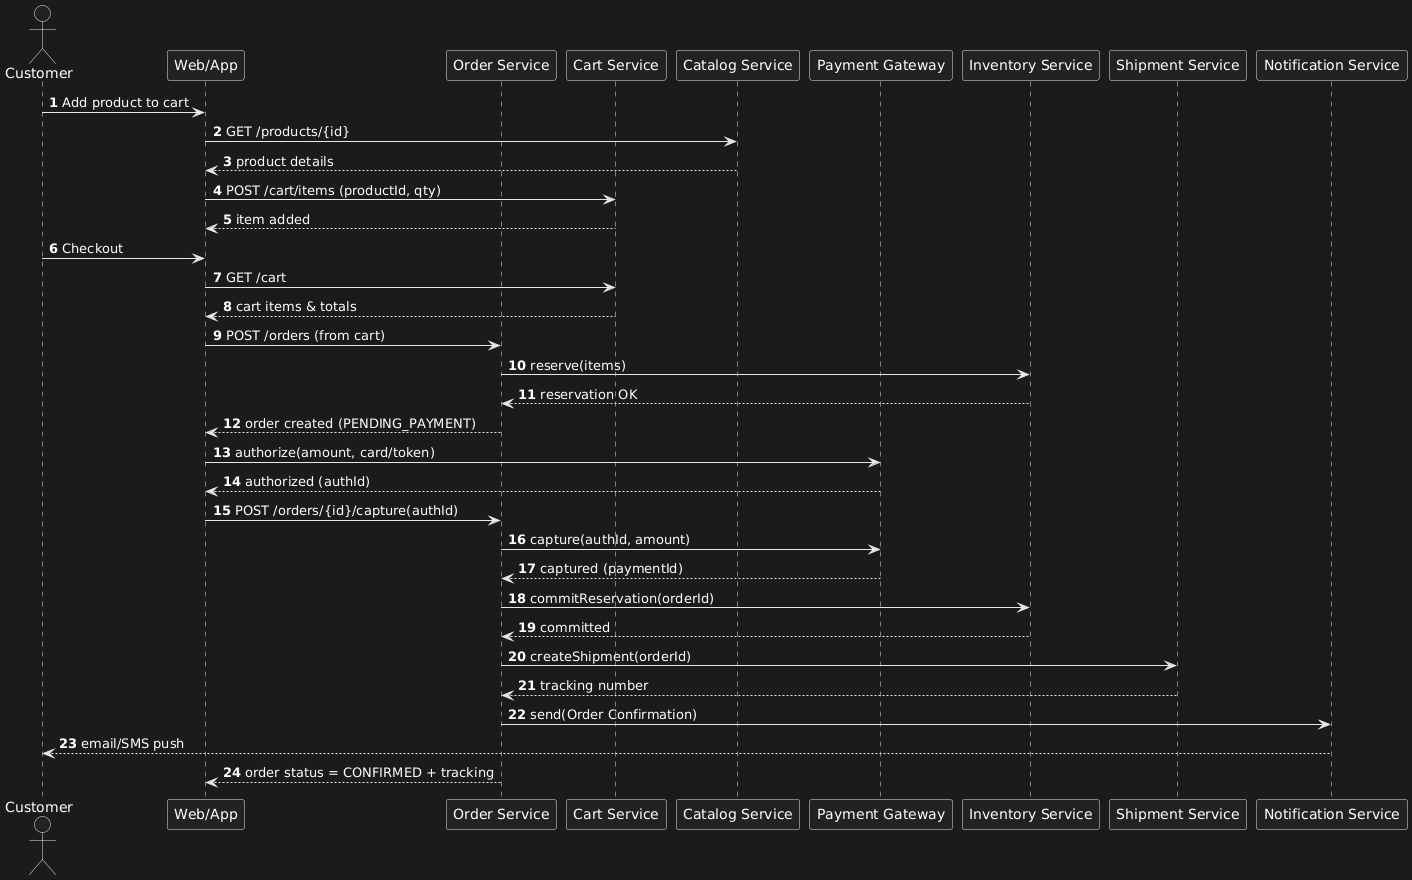 Customer
Web/App
Order Service
Cart Service
Catalog Service
Payment Gateway
Inventory Service
Shipment Service
Notification Service
1 Add product to cart
2 GET /products/{id}
3 product details
4 POST /cart/items (productId, qty)
5 item added
6 Checkout
7 GET /cart
8 cart items & totals
9 POST /orders (from cart)
10 reserve(items)
11 reservation OK
12 order created (PENDING_PAYMENT)
13 authorize(amount, card/token)
14 authorized (authId)
15 POST /orders/{id}/capture(authId)
16 capture(authId, amount)
17 captured (paymentId)
18 commitReservation(orderId)
19 committed
20 createShipment(orderId)
21 tracking number
22 send(Order Confirmation)
23 email/SMS push
24 order status = CONFIRMED + tracking
Customer
Web/App
Order Service
Cart Service
Catalog Service
Payment Gateway
Inventory Service
Shipment Service
Notification Service